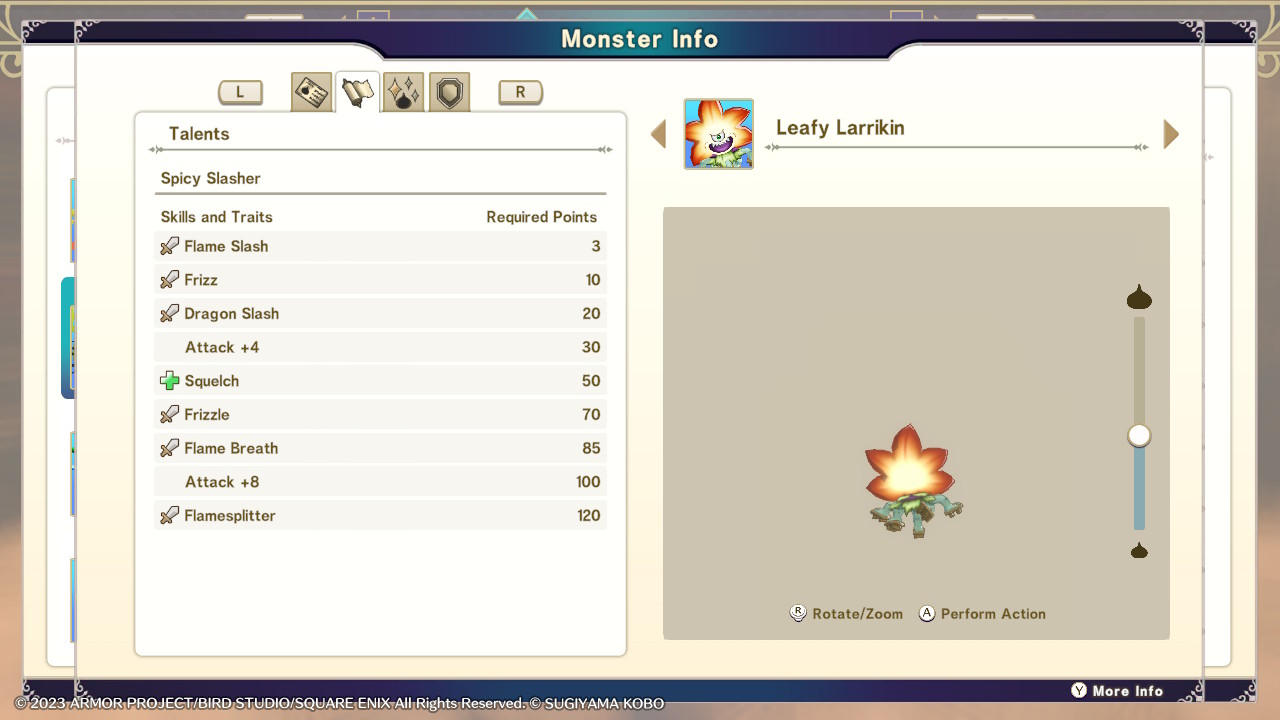 Monster Info
L
R
Talents
Spicy Slasher
Skills and Traits Required Points
Flame Slash 3
Frizz 10
Dragon Slash 20
Attack +4 30
Squelch 50
Frizzle 70
Flame Breath 85
Attack +8 100
Flamesplitter 120
Leafy Larrikin
R Rotate/Zoom A Perform Action
Y More Info
© 2023 ARMOR PROJECT/BIRD STUDIO/SQUARE ENIX All Rights Reserved. © SUGIYAMA KOBO